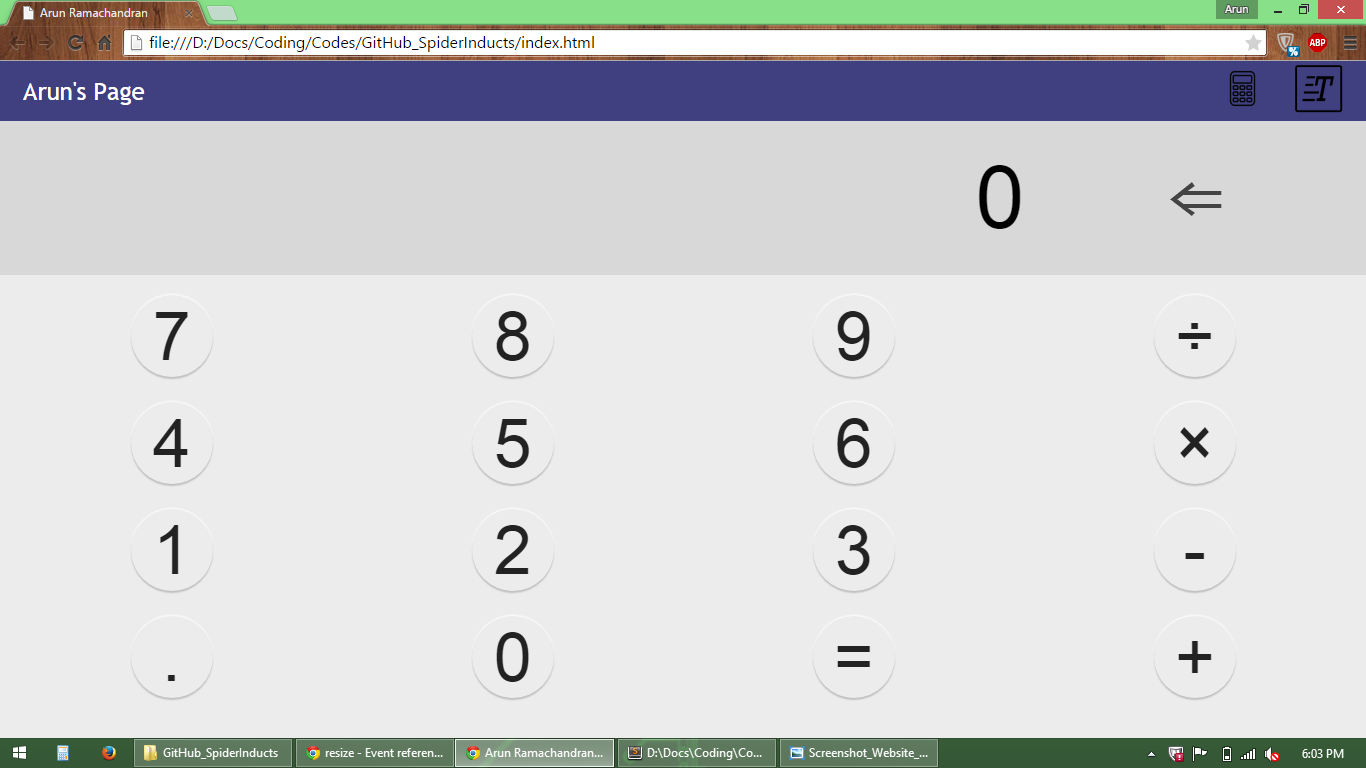 Arun Ramachandran
Arun
file:///D:/Docs/Coding/Codes/GitHub_SpiderInducts/index.html
%
ABP
Arun's Page
T
0
7 8 9 ÷
4 5 6 ×
1 2 3 -
. 0 = +
GitHub_SpiderInducts
resize - Event referen...
Arun Ramachandran...
D:\Docs\Coding\Co...
Screenshot_Website_...
6:03 PM